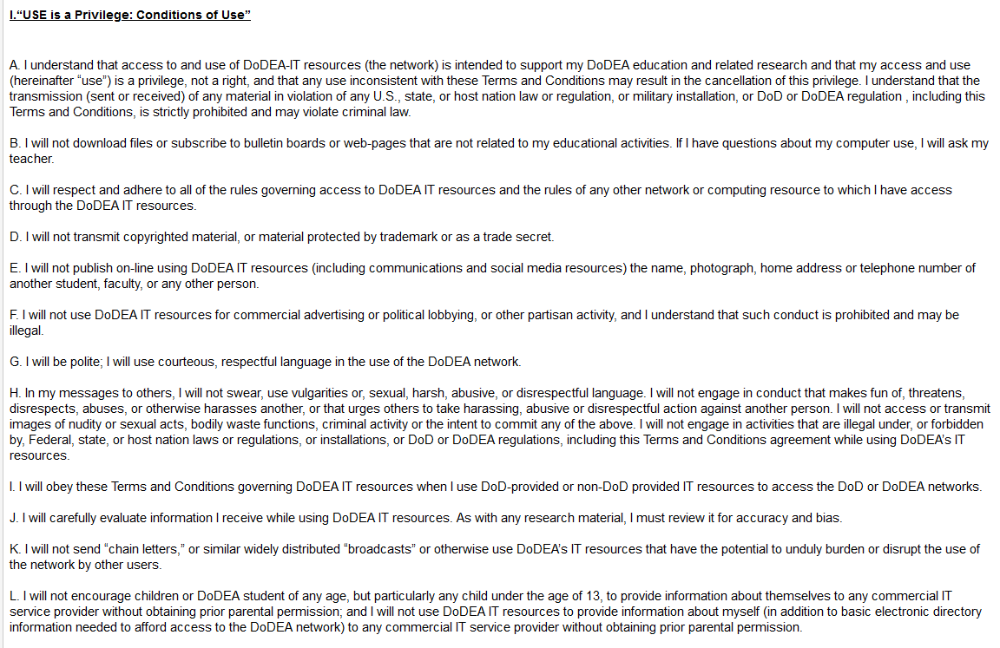 I.“USE is a Privilege: Conditions of Use”
A. I understand that access to and use of DoDEA-IT resources (the network) is intended to support my DoDEA education and related research and that my access and use
(hereinafter “use”) is a privilege, not a right, and that any use inconsistent with these Terms and Conditions may result in the cancellation of this privilege. I understand that the
transmission (sent or received) of any material in violation of any U.S., state, or host nation law or regulation, or military installation, or DoD or DoDEA regulation , including this
Terms and Conditions, is strictly prohibited and may violate criminal law.
B. I will not download files or subscribe to bulletin boards or web-pages that are not related to my educational activities. If I have questions about my computer use, I will ask my
teacher.
C. I will respect and adhere to all of the rules governing access to DoDEA IT resources and the rules of any other network or computing resource to which I have access
through the DoDEA IT resources.
D. I will not transmit copyrighted material, or material protected by trademark or as a trade secret.
E. I will not publish on-line using DoDEA IT resources (including communications and social media resources) the name, photograph, home address or telephone number of
another student, faculty, or any other person.
F. I will not use DoDEA IT resources for commercial advertising or political lobbying, or other partisan activity, and I understand that such conduct is prohibited and may be
illegal.
G. I will be polite; I will use courteous, respectful language in the use of the DoDEA network.
H. In my messages to others, I will not swear, use vulgarities or, sexual, harsh, abusive, or disrespectful language. I will not engage in conduct that makes fun of, threatens,
disrespects, abuses, or otherwise harasses another, or that urges others to take harassing, abusive or disrespectful action against another person. I will not access or transmit
images of nudity or sexual acts, bodily waste functions, criminal activity or the intent to commit any of the above. I will not engage in activities that are illegal under, or forbidden
by, Federal, state, or host nation laws or regulations, or installations, or DoD or DoDEA regulations, including this Terms and Conditions agreement while using DoDEA’s IT
resources.
I. I will obey these Terms and Conditions governing DoDEA IT resources when I use DoD-provided or non-DoD provided IT resources to access the DoD or DoDEA networks.
J. I will carefully evaluate information I receive while using DoDEA IT resources. As with any research material, I must review it for accuracy and bias.
K. I will not send “chain letters,” or similar widely distributed “broadcasts” or otherwise use DoDEA’s IT resources that have the potential to unduly burden or disrupt the use of
the network by other users.
L. I will not encourage children or DoDEA student of any age, but particularly any child under the age of 13, to provide information about themselves to any commercial IT
service provider without obtaining prior parental permission; and I will not use DoDEA IT resources to provide information about myself (in addition to basic electronic directory
information needed to afford access to the DoDEA network) to any commercial IT service provider without obtaining prior parental permission.